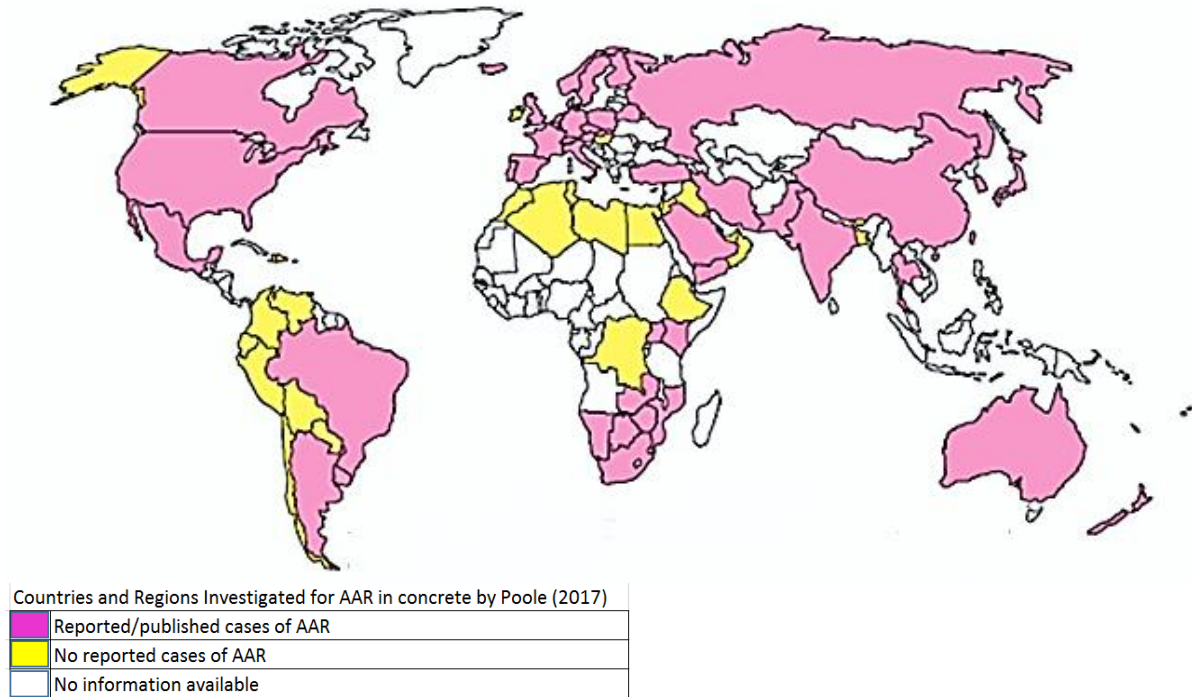 Countries and Regions Investigated for AAR in concrete by Poole (2017)
Reported/published cases of AAR
No reported cases of AAR
No information available